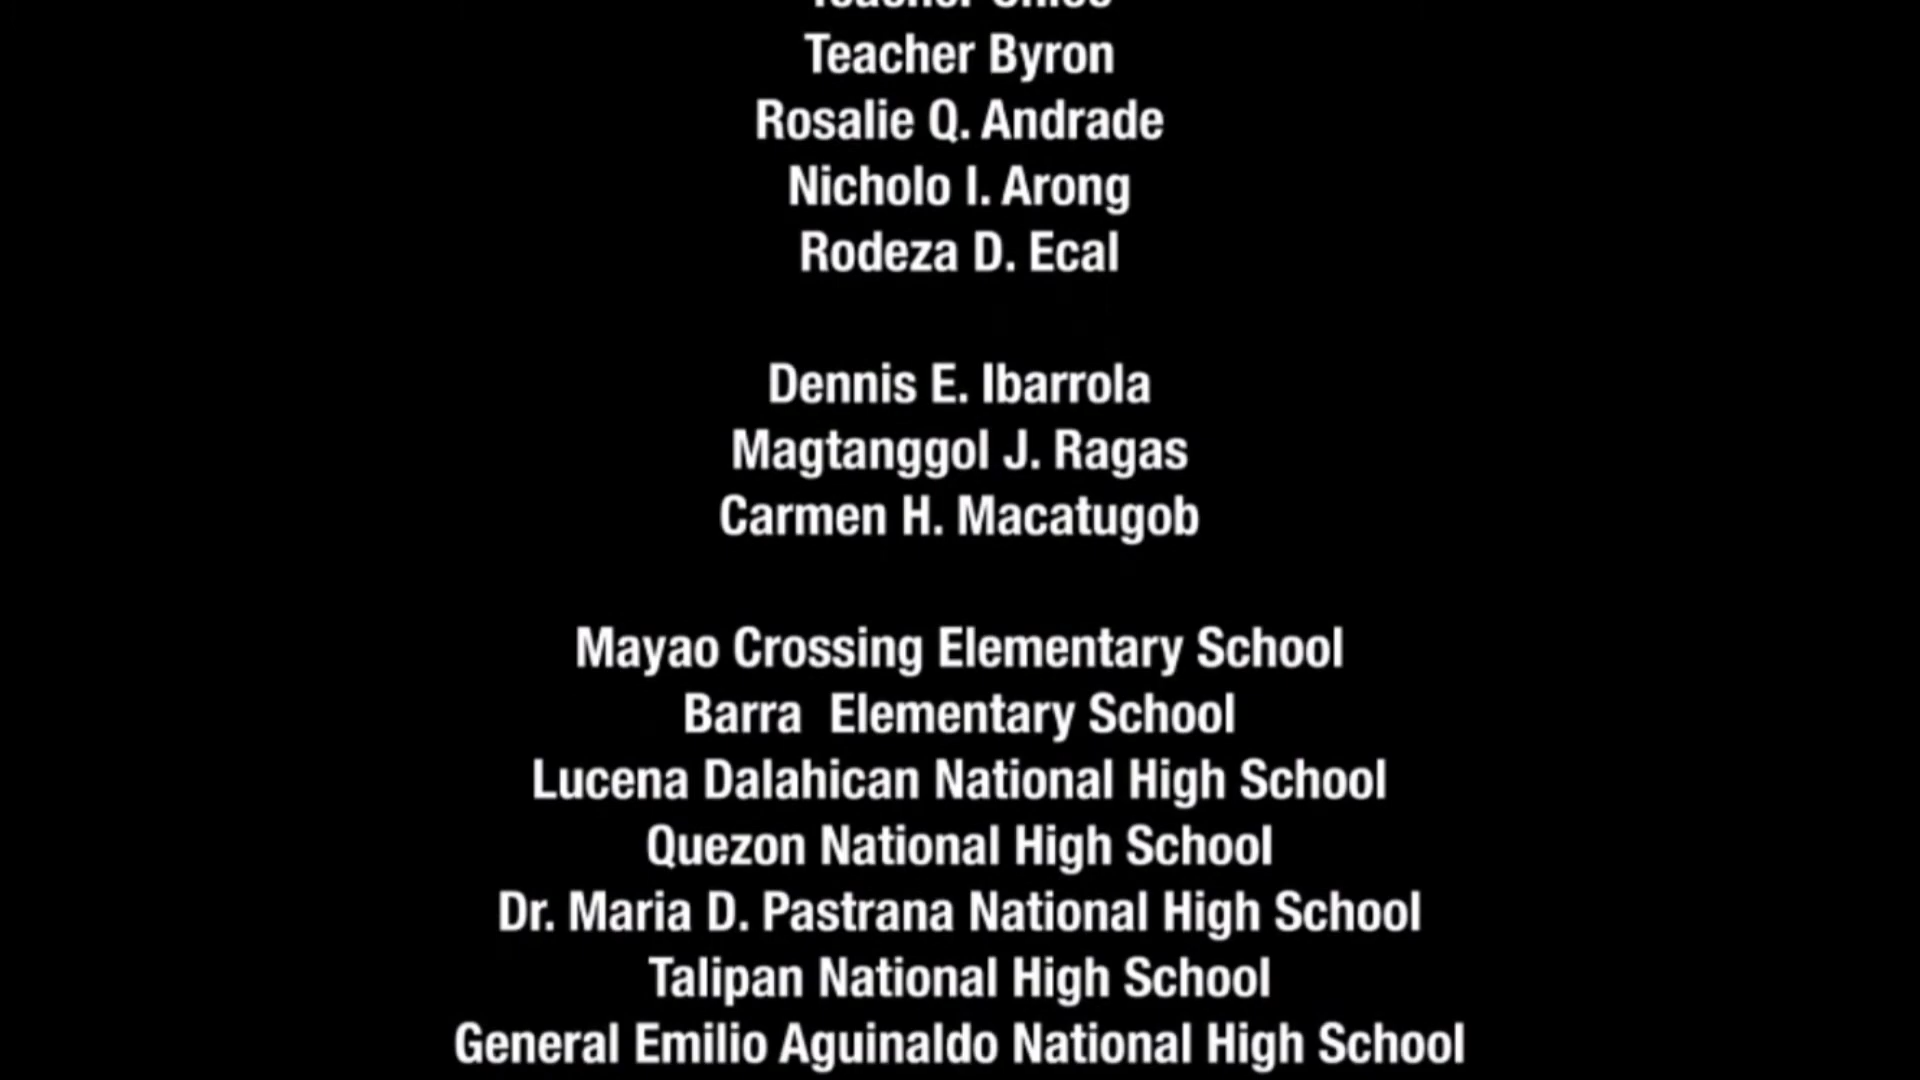 Teacher
Teacher Byron
Rosalie Q. Andrade
Nicholo I. Arong
Rodeza D. Ecal
Dennis E. Ibarrola
Magtanggol J. Ragas
Carmen H. Macatugob
Mayao Crossing Elementary School
Barra  Elementary School
Lucena Dalahican National High School
Quezon National High School
Dr. Maria D. Pastrana National High School
Talipan National High School
General Emilio Aguinaldo National High School